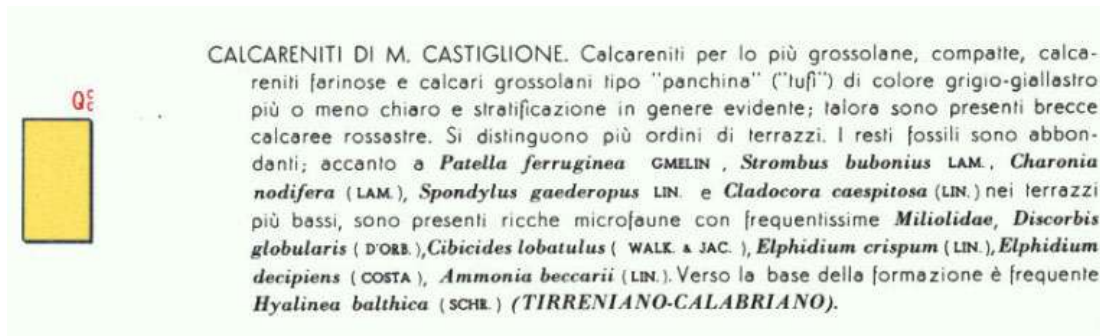 CALCARENITI DI M. CASTIGLIONE. Calcareniti per lo più grossolane, compatte, calca-
reniti farinose e calcari grossolani tipo "panchina" ("tufi") di colore grigio-giallastro
Qcc
più o meno chiaro e stratificazione in genere evidente; talora sono presenti brecce
calcaree rossastre. Si distinguono più ordini di terrazzi. I resti fossili sono abbon-
danti; accanto a Patella ferruginea GMELIN , Strombus bubonius LAM., Charonia
nodifera (LAM.), Spondylus gaederopus LIN. e Cladocora caespitosa (LIN.) nei terrazzi
più bassi, sono presenti ricche microfaune con frequentissime Miliolidae, Discorbis
globularis ( D'ORB.),Cibicides lobatulus ( WALK. & JAC. ), Elphidium crispum (LIN.),Elphidium
decipiens (COSTA ), Ammonia beccarii (LIN.). Verso la base della formazione è frequente
Hyalinea balthica (SCHR.) (TIRRENIANO-CALABRIANO).